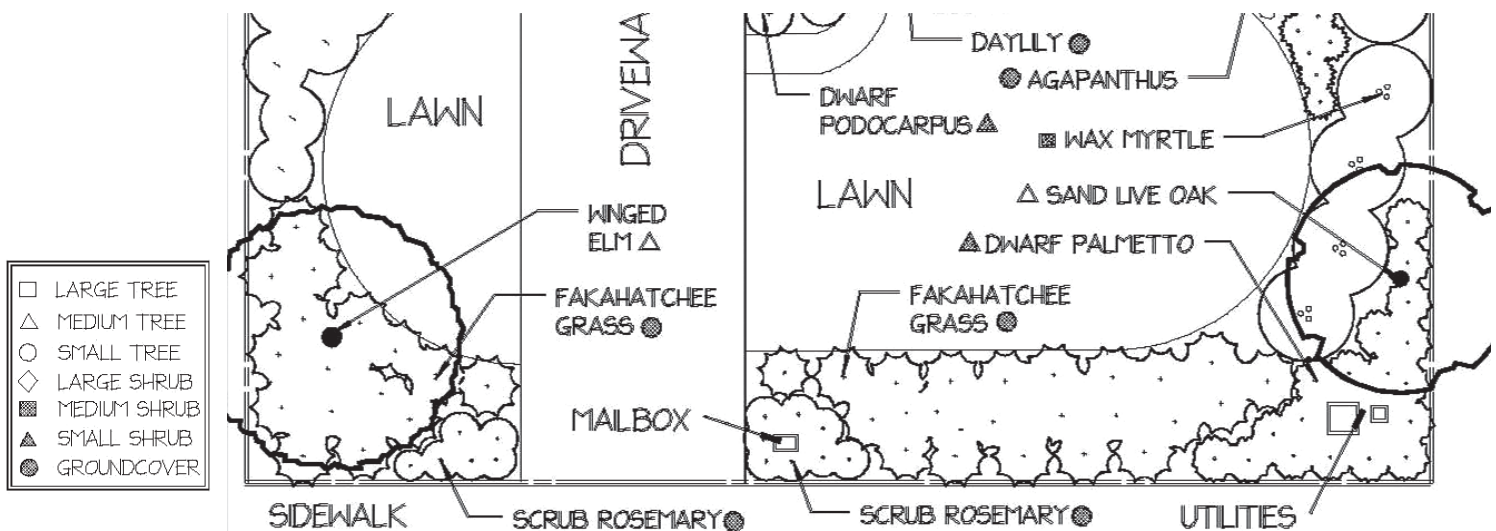 DAYLILY
AGAPANTHUS
DRIVEWA
LAWN
DWARF
PODOCARPUS
WAX MYRTLE
LAWN
SAND LIVE OAK
WINGED
ELM
DWARF PALMETTO
LARGE TREE
MEDIUM TREE
SMALL TREE
LARGE SHRUB
MEDIUM SHRUB
SMALL SHRUB
GROUNDCOVER
FAKAHATCHEE
GRASS
FAKAHATCHEE
GRASS
MAILBOX
SIDEWALK
SCRUB ROSEMARY
SCRUB ROSEMARY
UTILITIES